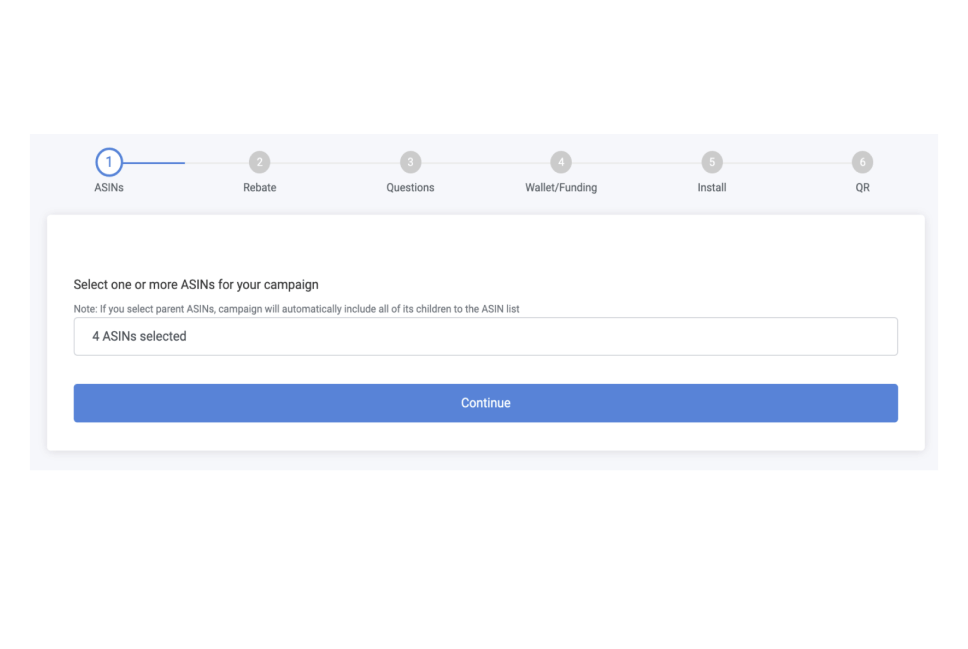 1 2 3 4 5 6
ASINs Rebate Questions Wallet/Funding Install QR
Select one or more ASINs for your campaign
Note: If you select parent ASINs, campaign will automatically include all of its children to the ASIN list
4 ASINs selected
Continue